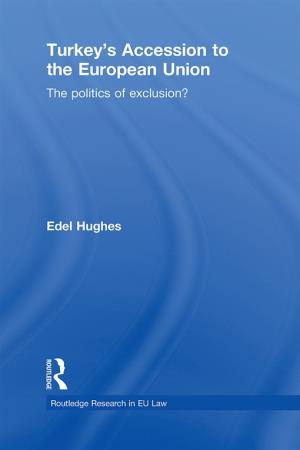 Turkey's Accession to
the European Union
The politics of exclusion?
Edel Hughes
ROUTLEDGE
Routledge Research in EU Law